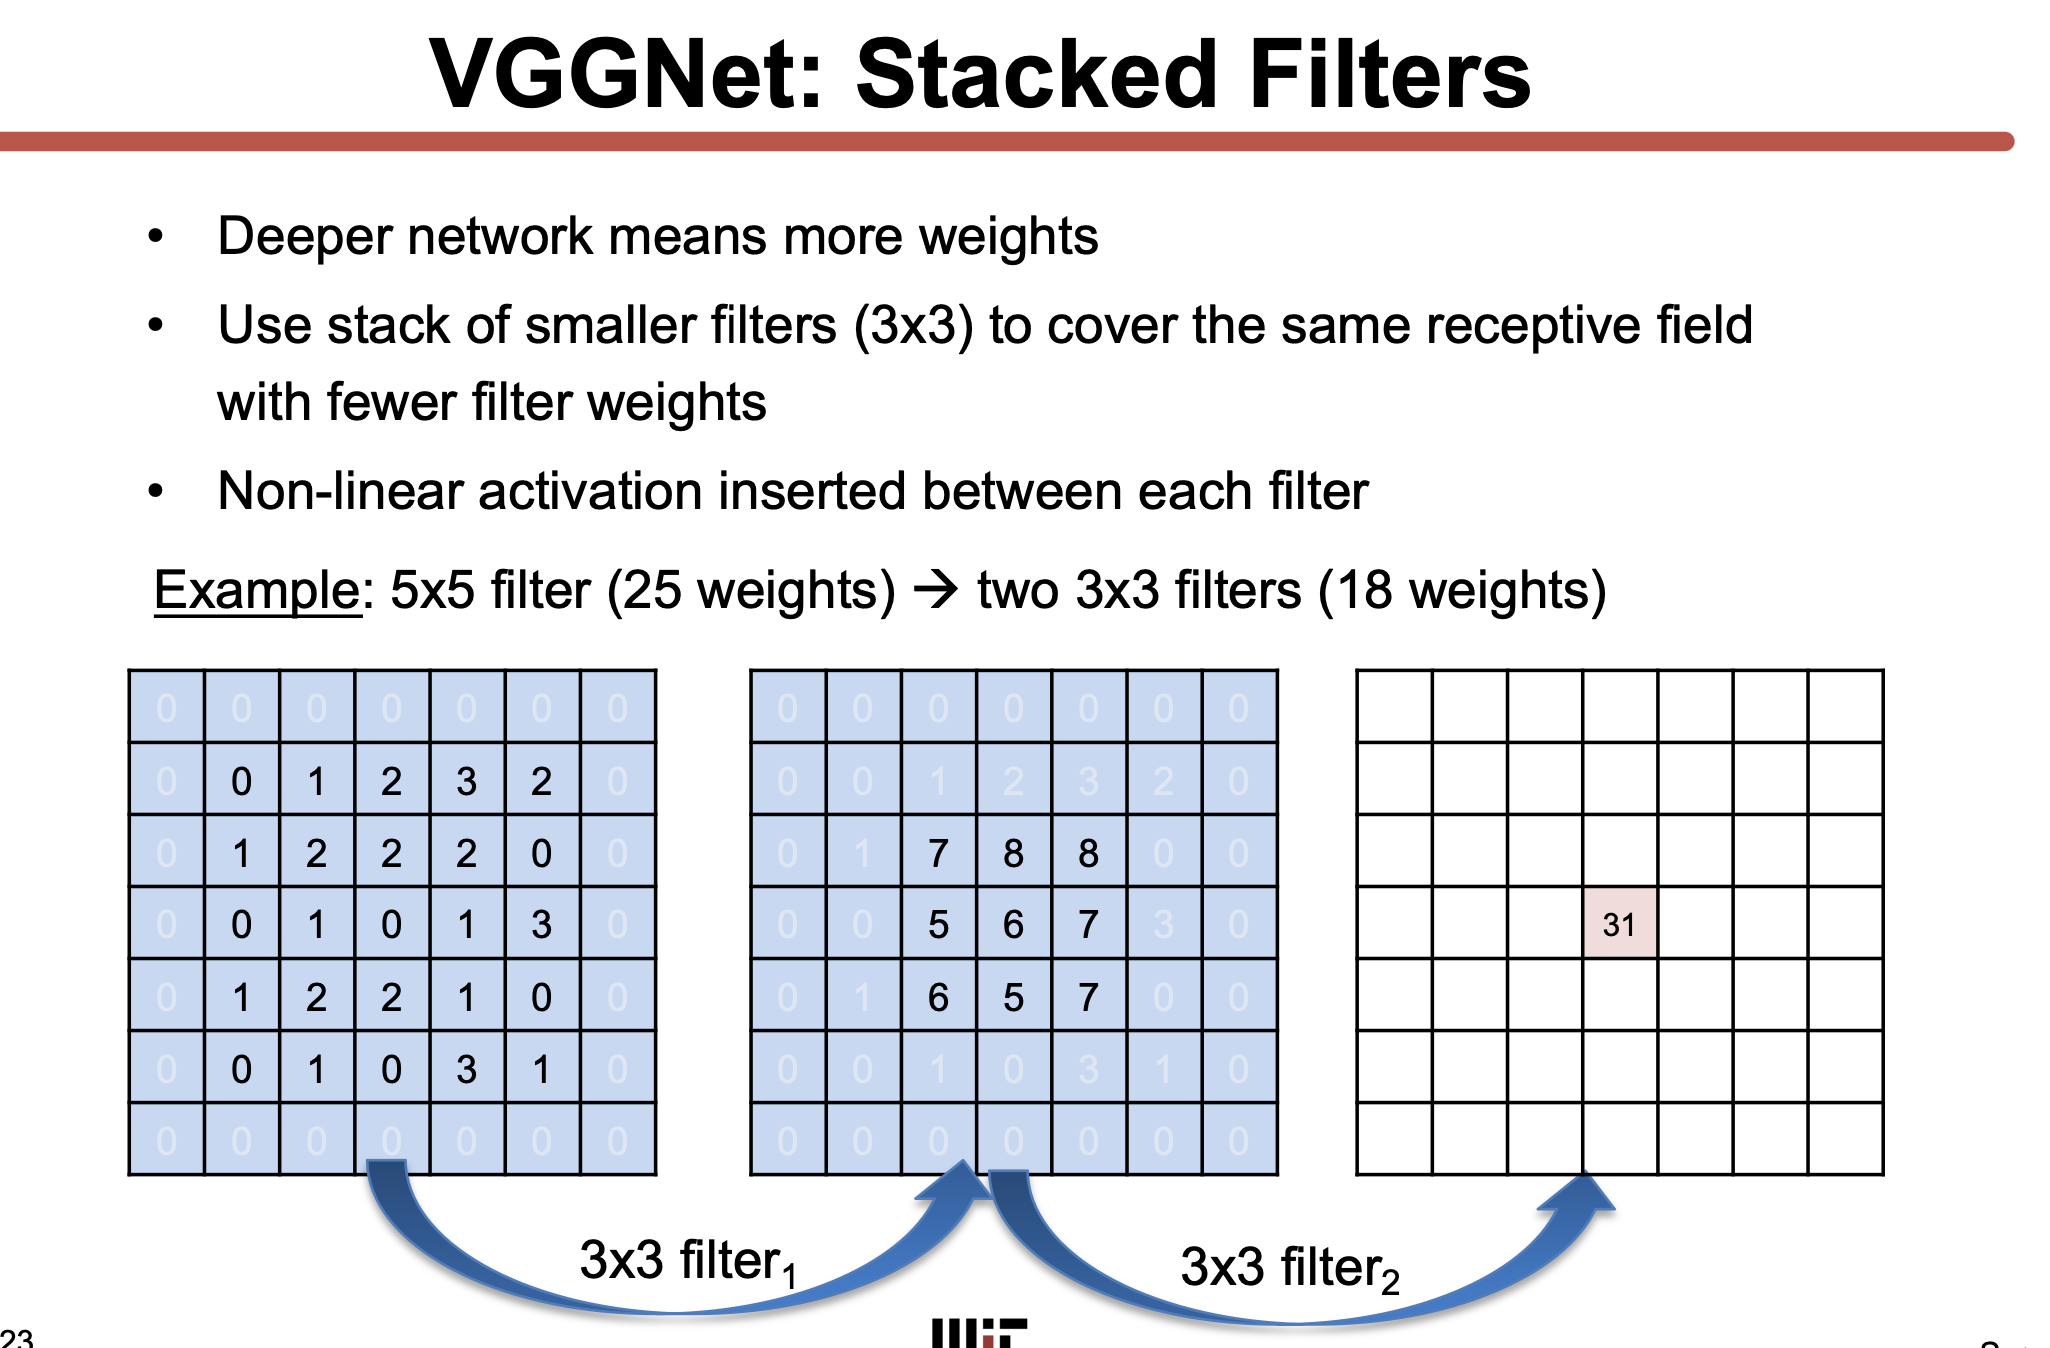 VGGNet: Stacked Filters
• Deeper network means more weights
• Use stack of smaller filters (3x3) to cover the same receptive field
with fewer filter weights
• Non-linear activation inserted between each filter
Example: 5x5 filter (25 weights) → two 3x3 filters (18 weights)
0 0 0 0 0 0 0
0 0 1 2 3 2 0
0 1 2 2 2 0 0
0 0 1 0 1 3 0
0 1 2 2 1 0 0
0 0 1 0 3 1 0
0 0 0 0 0 0 0
0 0 0 0 0 0 0
0 0 1 2 3 2 0
0 1 7 8 8 0 0
0 0 5 6 7 3 0
0 1 6 5 7 0 0
0 0 1 0 3 1 0
0 0 0 0 0 0 0
31
3x3 filter₁
3x3 filter₂
23